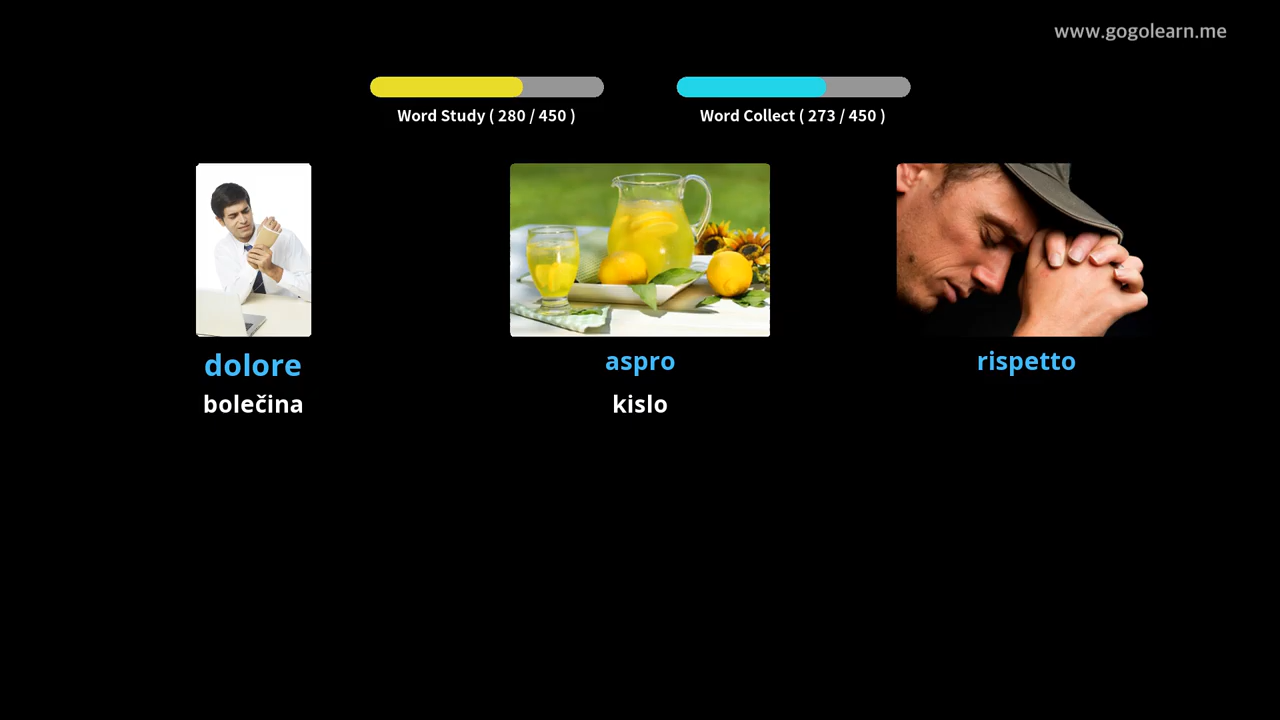 www.gogolearn.me
Word Study ( 280 / 450 )
Word Collect ( 273 / 450 )
dolore
aspro
rispetto
bolečina
kislo